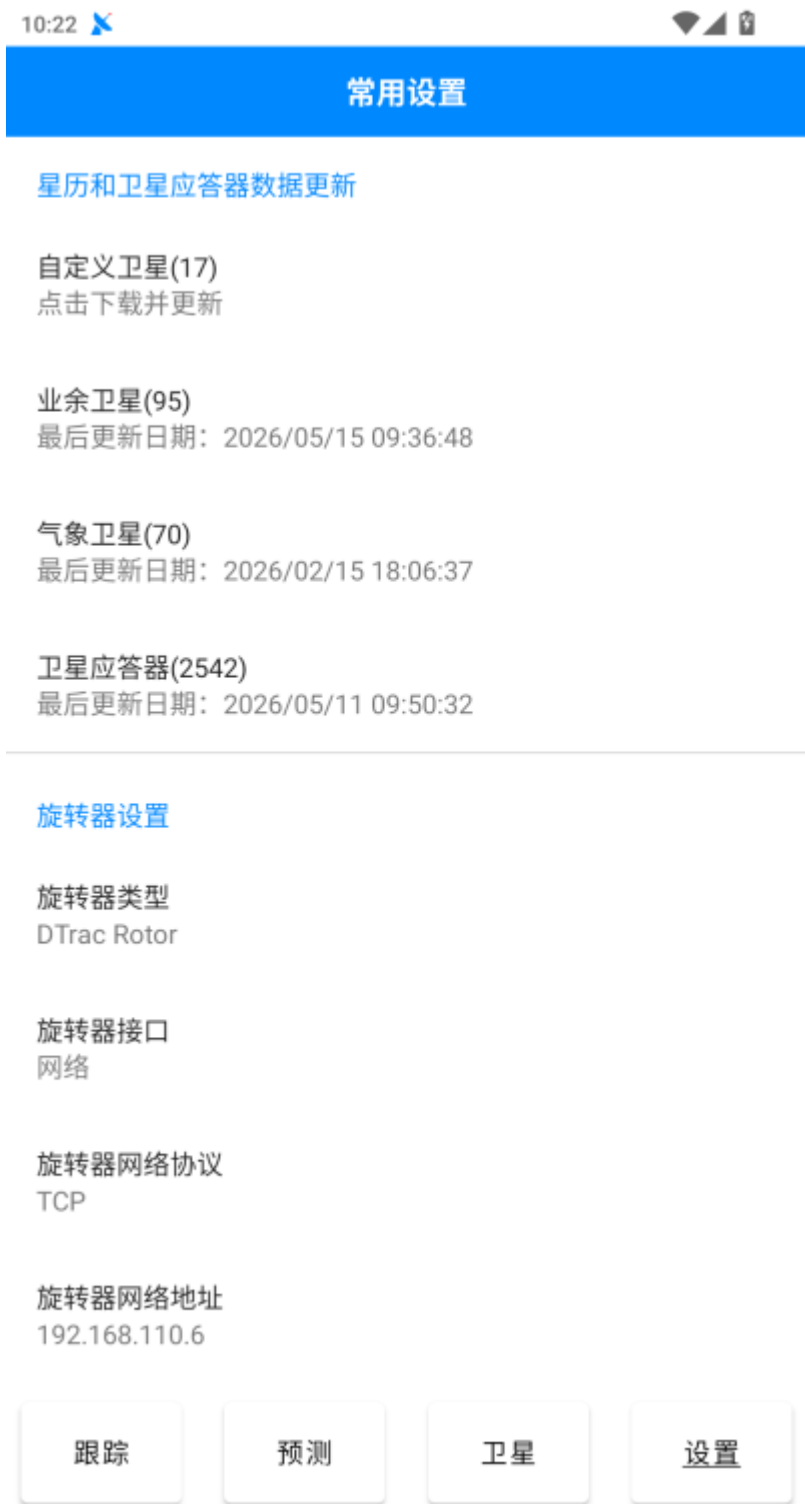 10:22
常用设置
星历和卫星应答器数据更新
自定义卫星(17)
点击下载并更新
业余卫星(95)
最后更新日期：2026/05/15 09:36:48
气象卫星(70)
最后更新日期：2026/02/15 18:06:37
卫星应答器(2542)
最后更新日期：2026/05/11 09:50:32
旋转器设置
旋转器类型
DTrac Rotor
旋转器接口
网络
旋转器网络协议
TCP
旋转器网络地址
192.168.110.6
跟踪 预测 卫星 设置